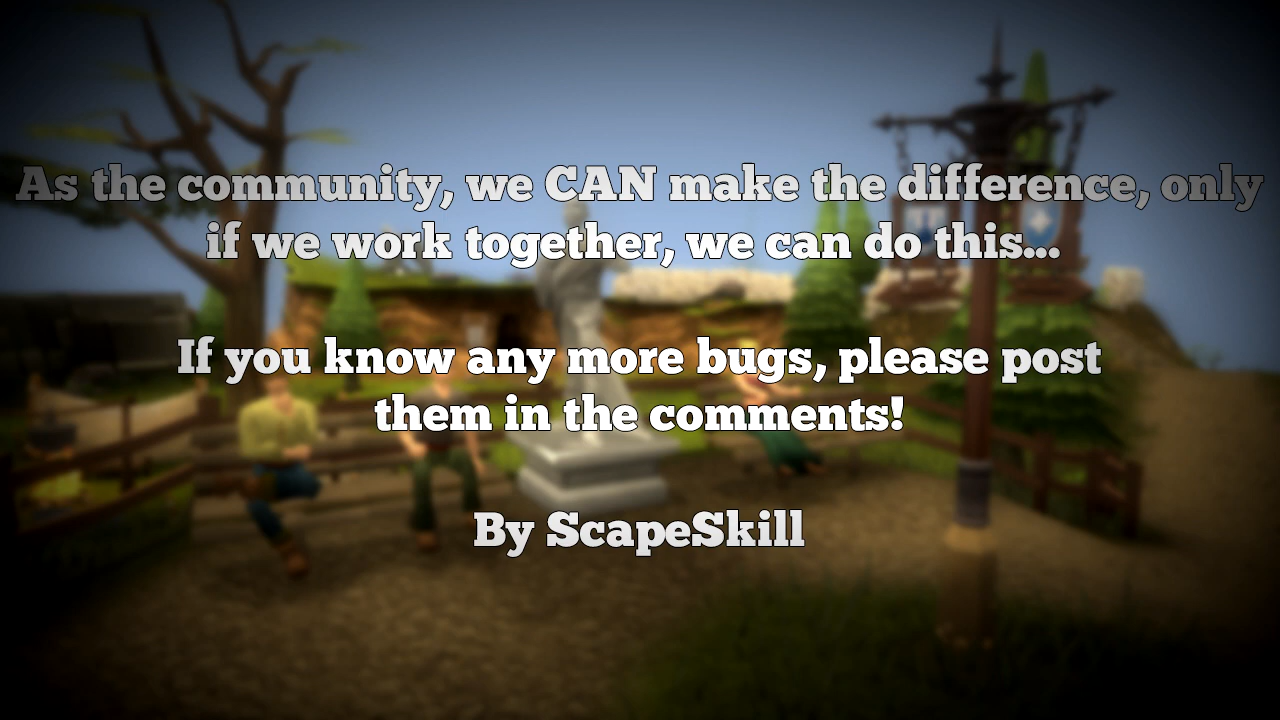 As the community, we CAN make the difference, only
if we work together, we can do this...
If you know any more bugs, please post
them in the comments!
By ScapeSkill